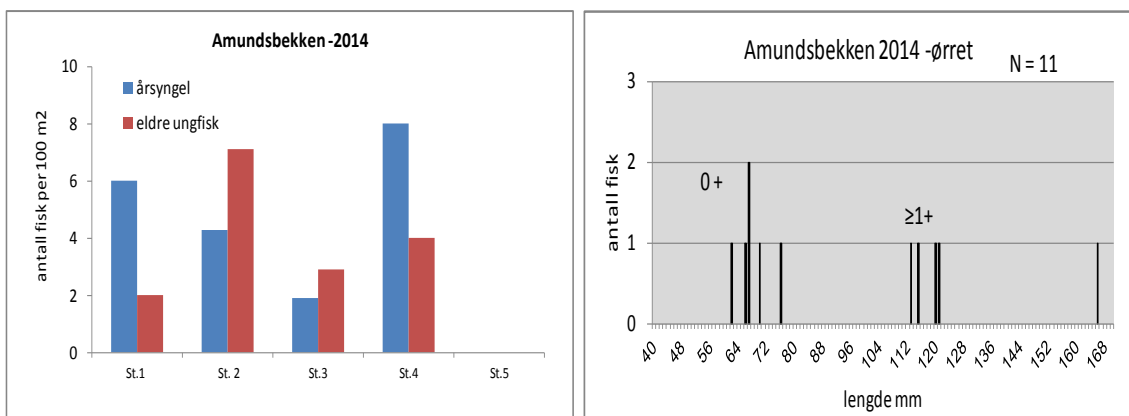 Amundsbekken -2014
årsyngel
eldre ungfisk
antall fisk per 100 m2
10
8
6
4
2
0
St.1 St. 2 St.3 St.4 St.5
Amundsbekken 2014 -ørret
N = 11
antall fisk
3
2
1
0
0 +
≥1+
40 48 56 64 72 80 88 96 104 112 120 128 136 144 152 160 168
lengde mm